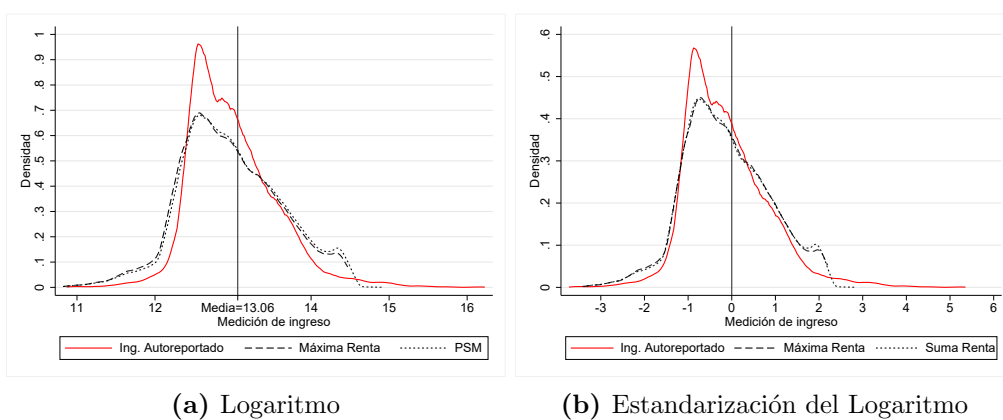 1
.9
.8
.7
.6
.5
.4
.3
.2
.1
0
Densidad
11 12 Media=13.06 14 15 16
Medición de ingreso
Ing. Autoreportado Máxima Renta PSM
(a) Logaritmo
.6
.5
.4
.3
.2
.1
0
Densidad
-3 -2 -1 0 1 2 3 4 5 6
Medición de ingreso
Ing. Autoreportado Máxima Renta Suma Renta
(b) Estandarización del Logaritmo